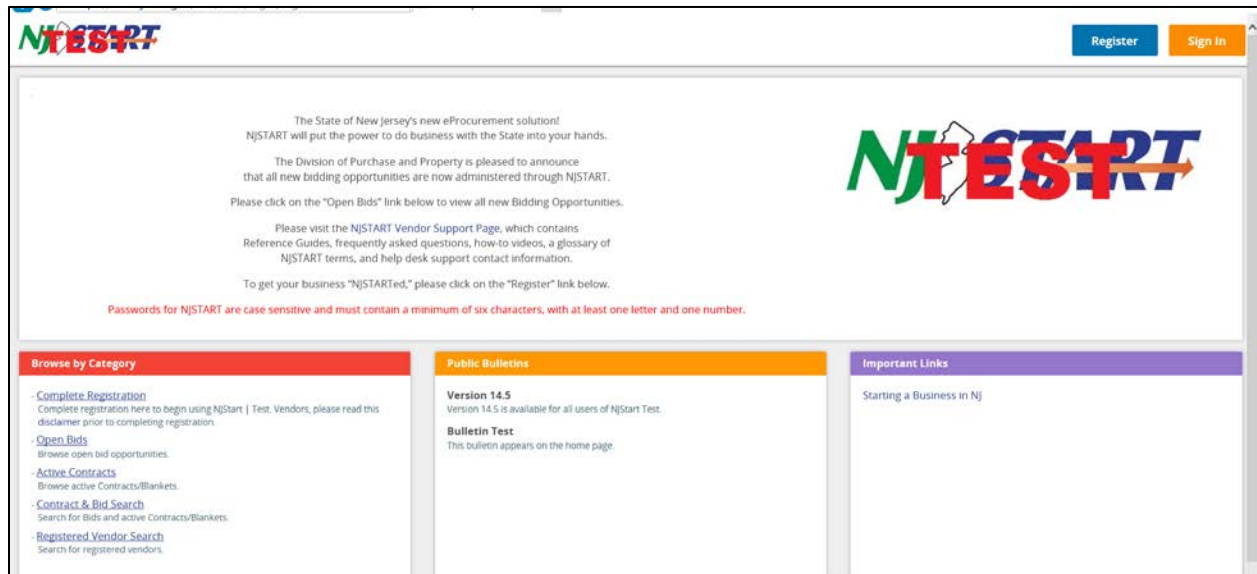 NJSTART
TEST
Register
Sign In
The State of New Jersey's new eProcurement solution!
NJSTART will put the power to do business with the State into your hands.
The Division of Purchase and Property is pleased to announce
that all new bidding opportunities are now administered through NJSTART.
Please click on the "Open Bids" link below to view all new Bidding Opportunities.
Please visit the NJSTART Vendor Support Page, which contains
Reference Guides, frequently asked questions, how-to videos, a glossary of
NJSTART terms, and help desk support contact information.
To get your business "NJSTARTed," please click on the "Register" link below.
Passwords for NJSTART are case sensitive and must contain a minimum of six characters, with at least one letter and one number.
NJSTART
TEST
Browse by Category
- Complete Registration
Complete registration here to begin using NJStart | Test. Vendors, please read this
disclaimer prior to completing registration.
- Open Bids
Browse open bid opportunities.
- Active Contracts
Browse active Contracts/Blankets.
- Contract & Bid Search
Search for Bids and active Contracts/Blankets.
- Registered Vendor Search
Search for registered vendors.
Public Bulletins
Version 14.5
Version 14.5 is available for all users of NJStart Test.
Bulletin Test
This bulletin appears on the home page.
Important Links
Starting a Business in NJ